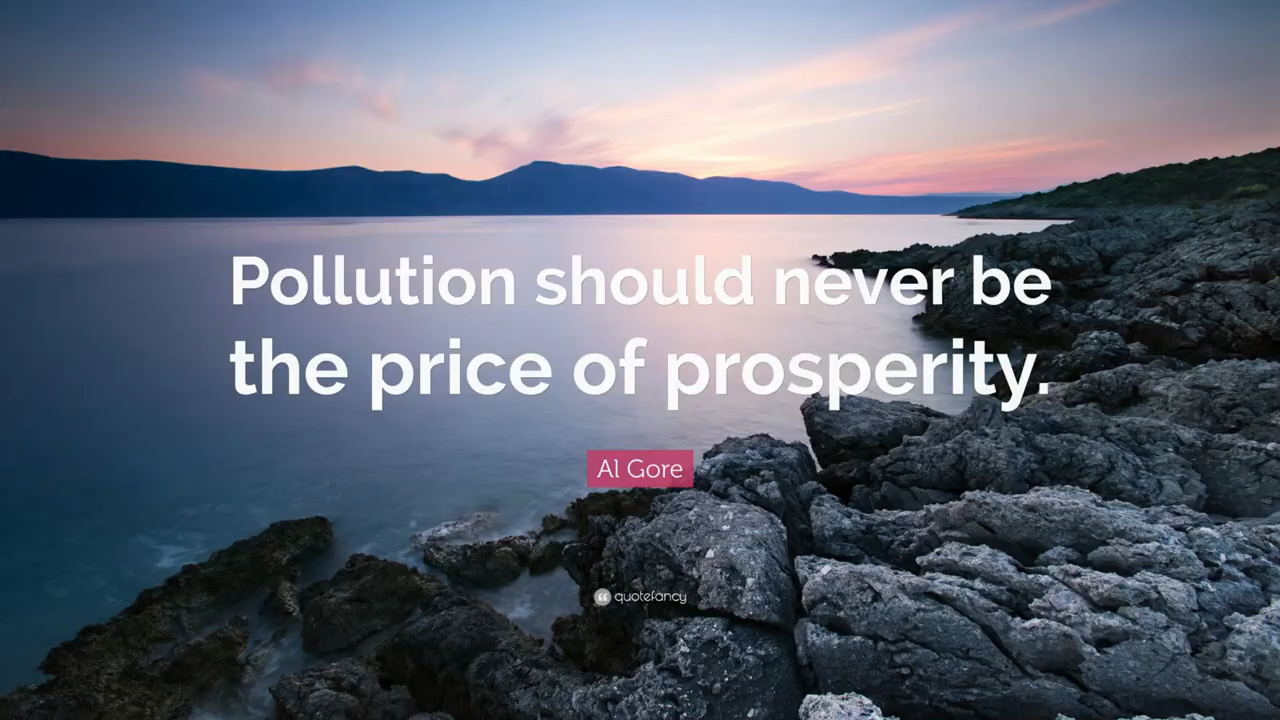 Pollution should never be
the price of prosperity.
Al Gore
quotefancy